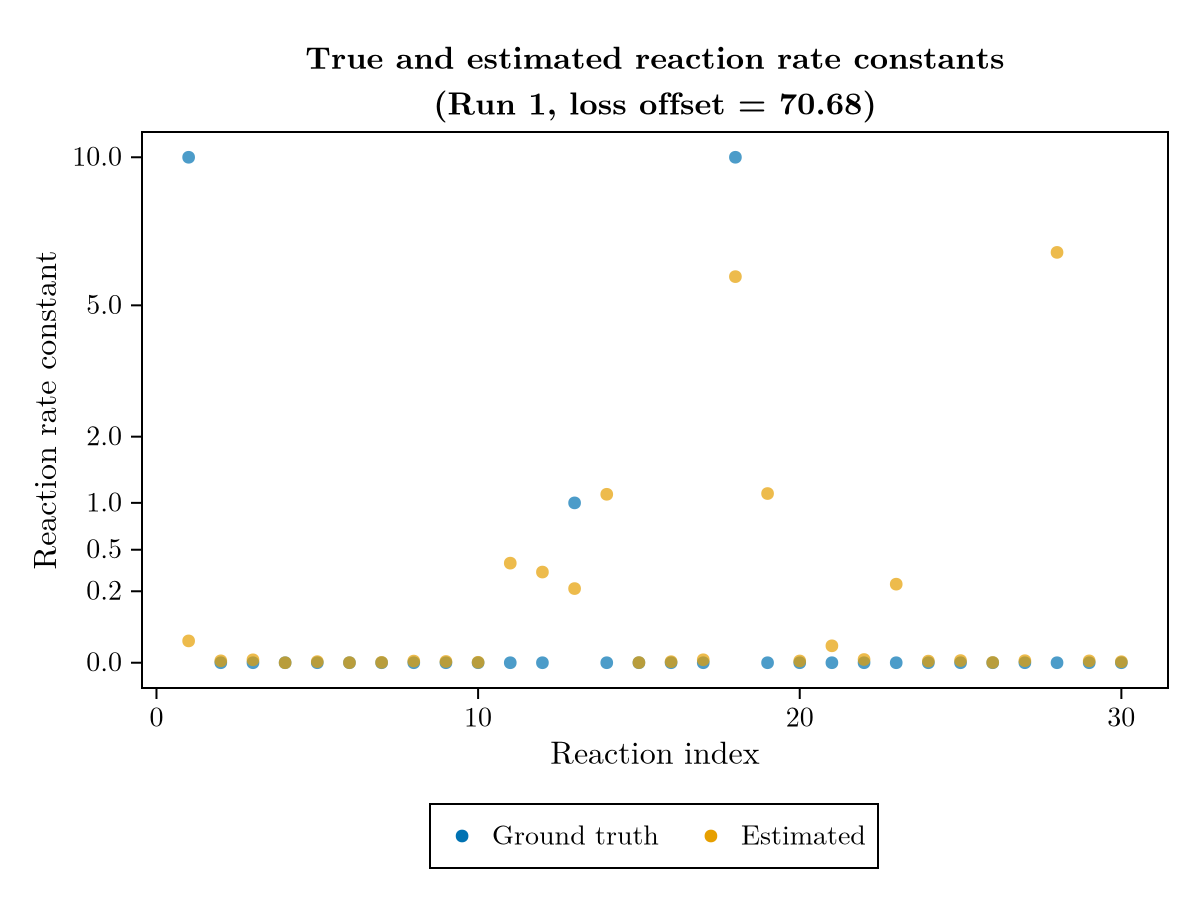 True and estimated reaction rate constants
(Run 1, loss offset = 70.68)
Reaction rate constant
10.0
5.0
2.0
1.0
0.5
0.2
0.0
0 10 20 30
Reaction index
Ground truth Estimated